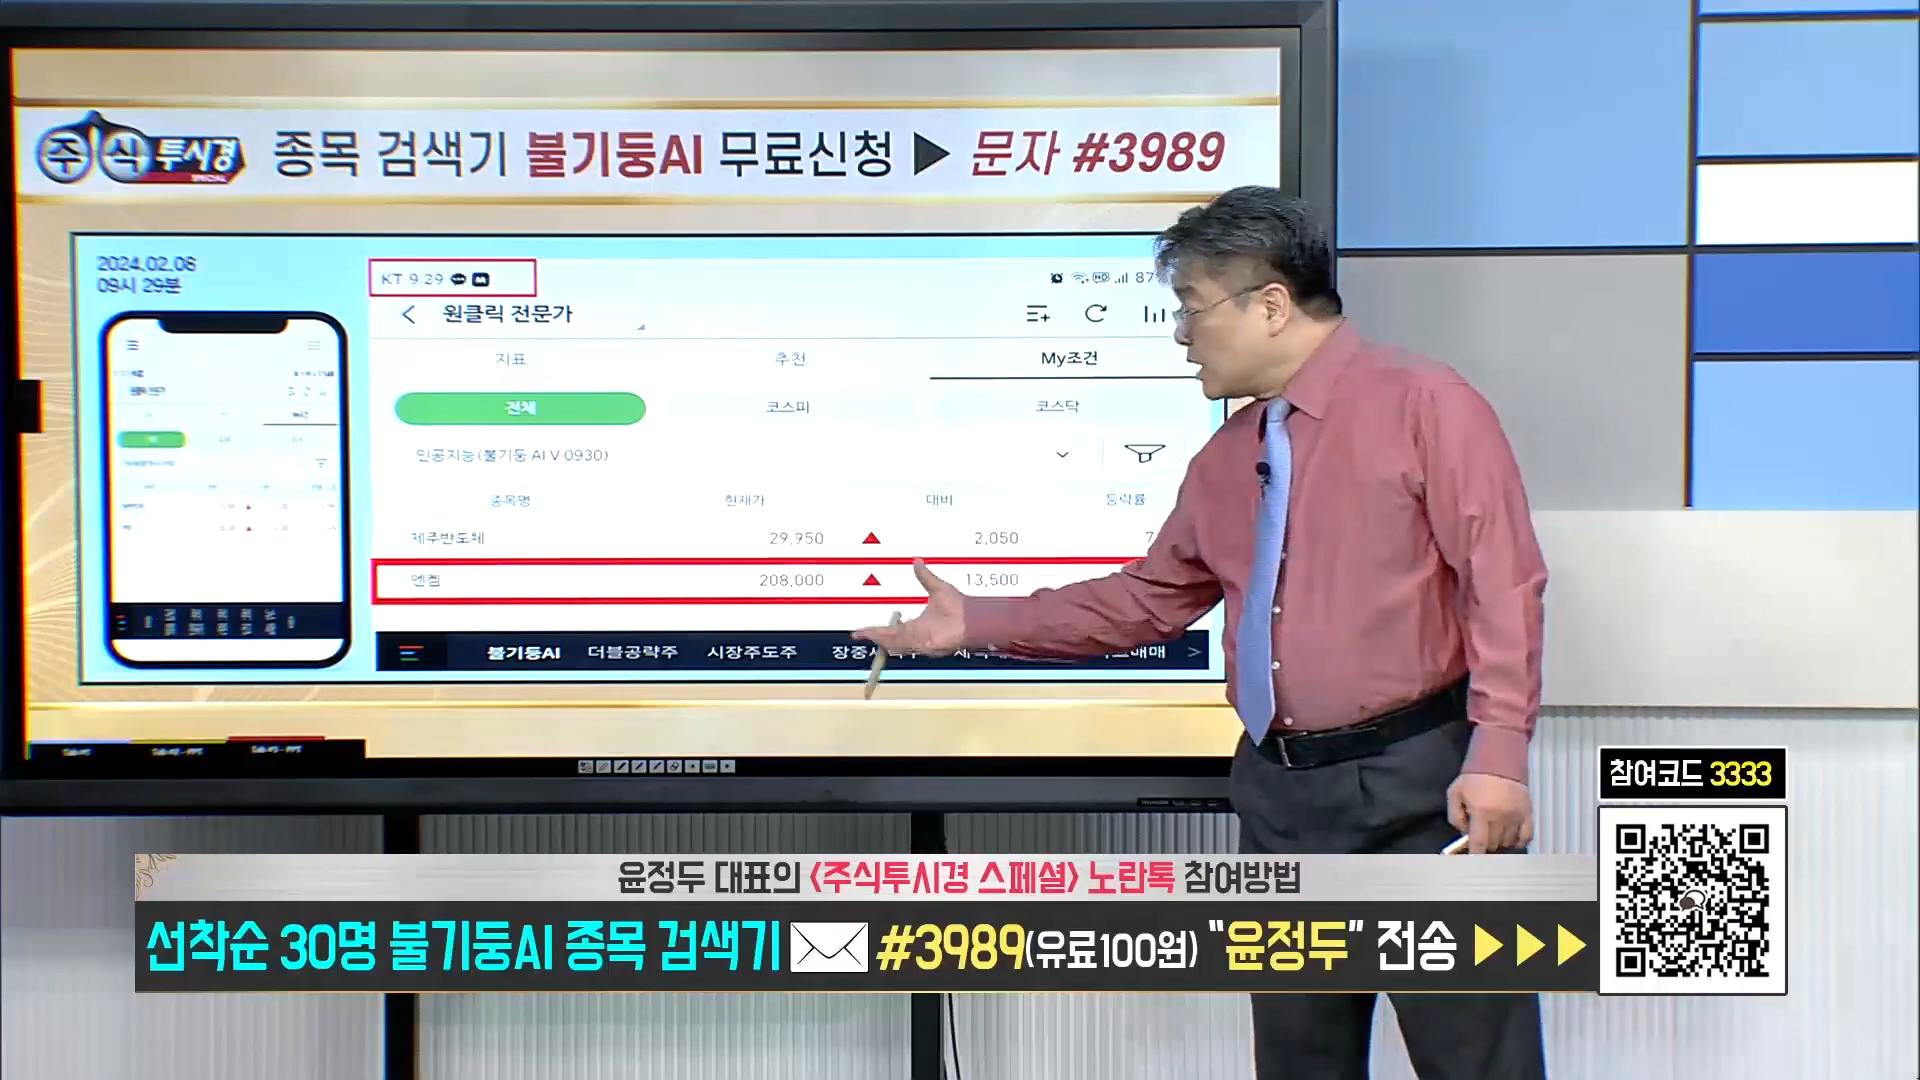 주식투시경
종목 검색기 불기둥AI 무료신청 ▶ 문자 #3989
2024.02.06
09시 29분
KT 9:29
87
원클릭 전문가
지표 추천 My조건
전체 코스피 코스닥
인공지능(불기둥 AI V 0930)
종목명 현재가 대비 등락률
제주반도체 29,950 ▲ 2,050 7
엔켐 208,000 ▲ 13,500
불기둥AI 더블공략주 시장주도주 >
참여코드 3333
윤정두 대표의 <주식투시경 스페셜> 노란톡 참여방법
선착순 30명 불기둥AI 종목 검색기 #3989(유료100원) "윤정두" 전송 ▶▶▶